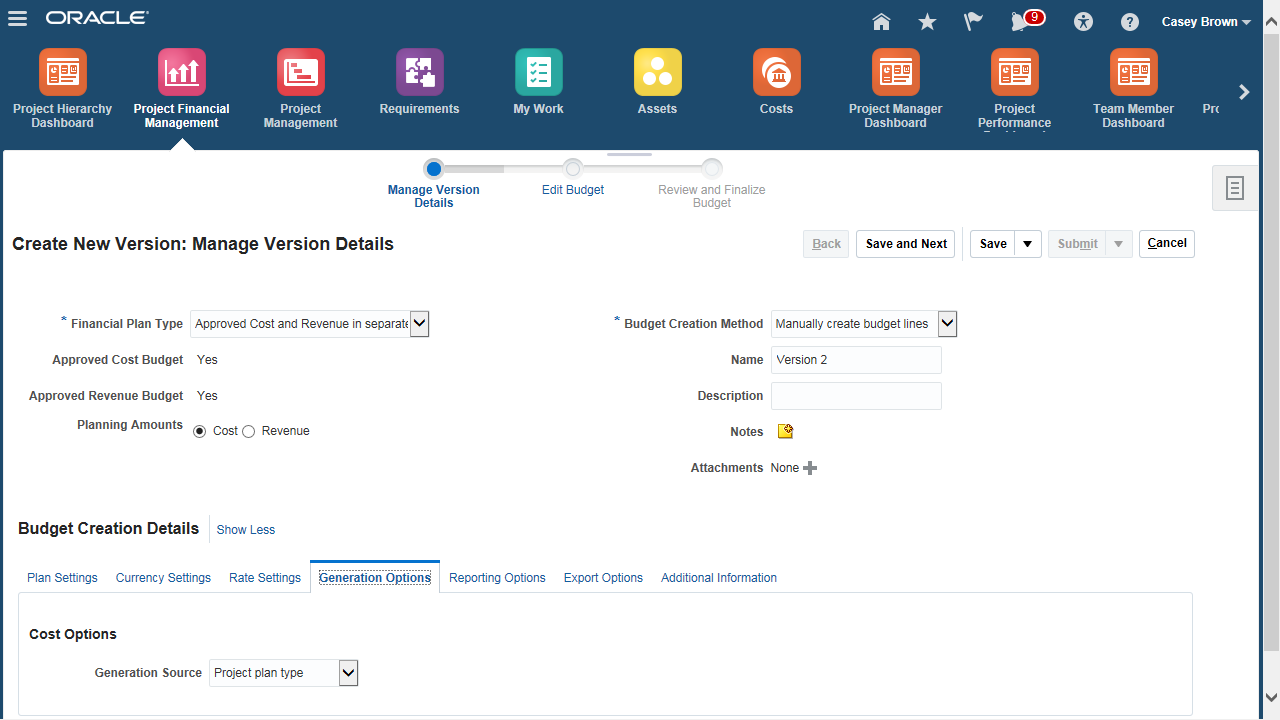 ORACLE
9
Casey Brown
Project Hierarchy
Dashboard
Project Financial
Management
Project
Management
Requirements
My Work
Assets
Costs
Project Manager
Dashboard
Project
Performance
Team Member
Dashboard
Manage Version
Details
Edit Budget
Review and Finalize
Budget
Create New Version: Manage Version Details
Back
Save and Next
Save
Submit
Cancel
* Financial Plan Type Approved Cost and Revenue in separate
Approved Cost Budget Yes
Approved Revenue Budget Yes
Planning Amounts Cost Revenue
* Budget Creation Method Manually create budget lines
Name Version 2
Description
Notes
Attachments None
Budget Creation Details Show Less
Plan Settings Currency Settings Rate Settings Generation Options Reporting Options Export Options Additional Information
Cost Options
Generation Source Project plan type